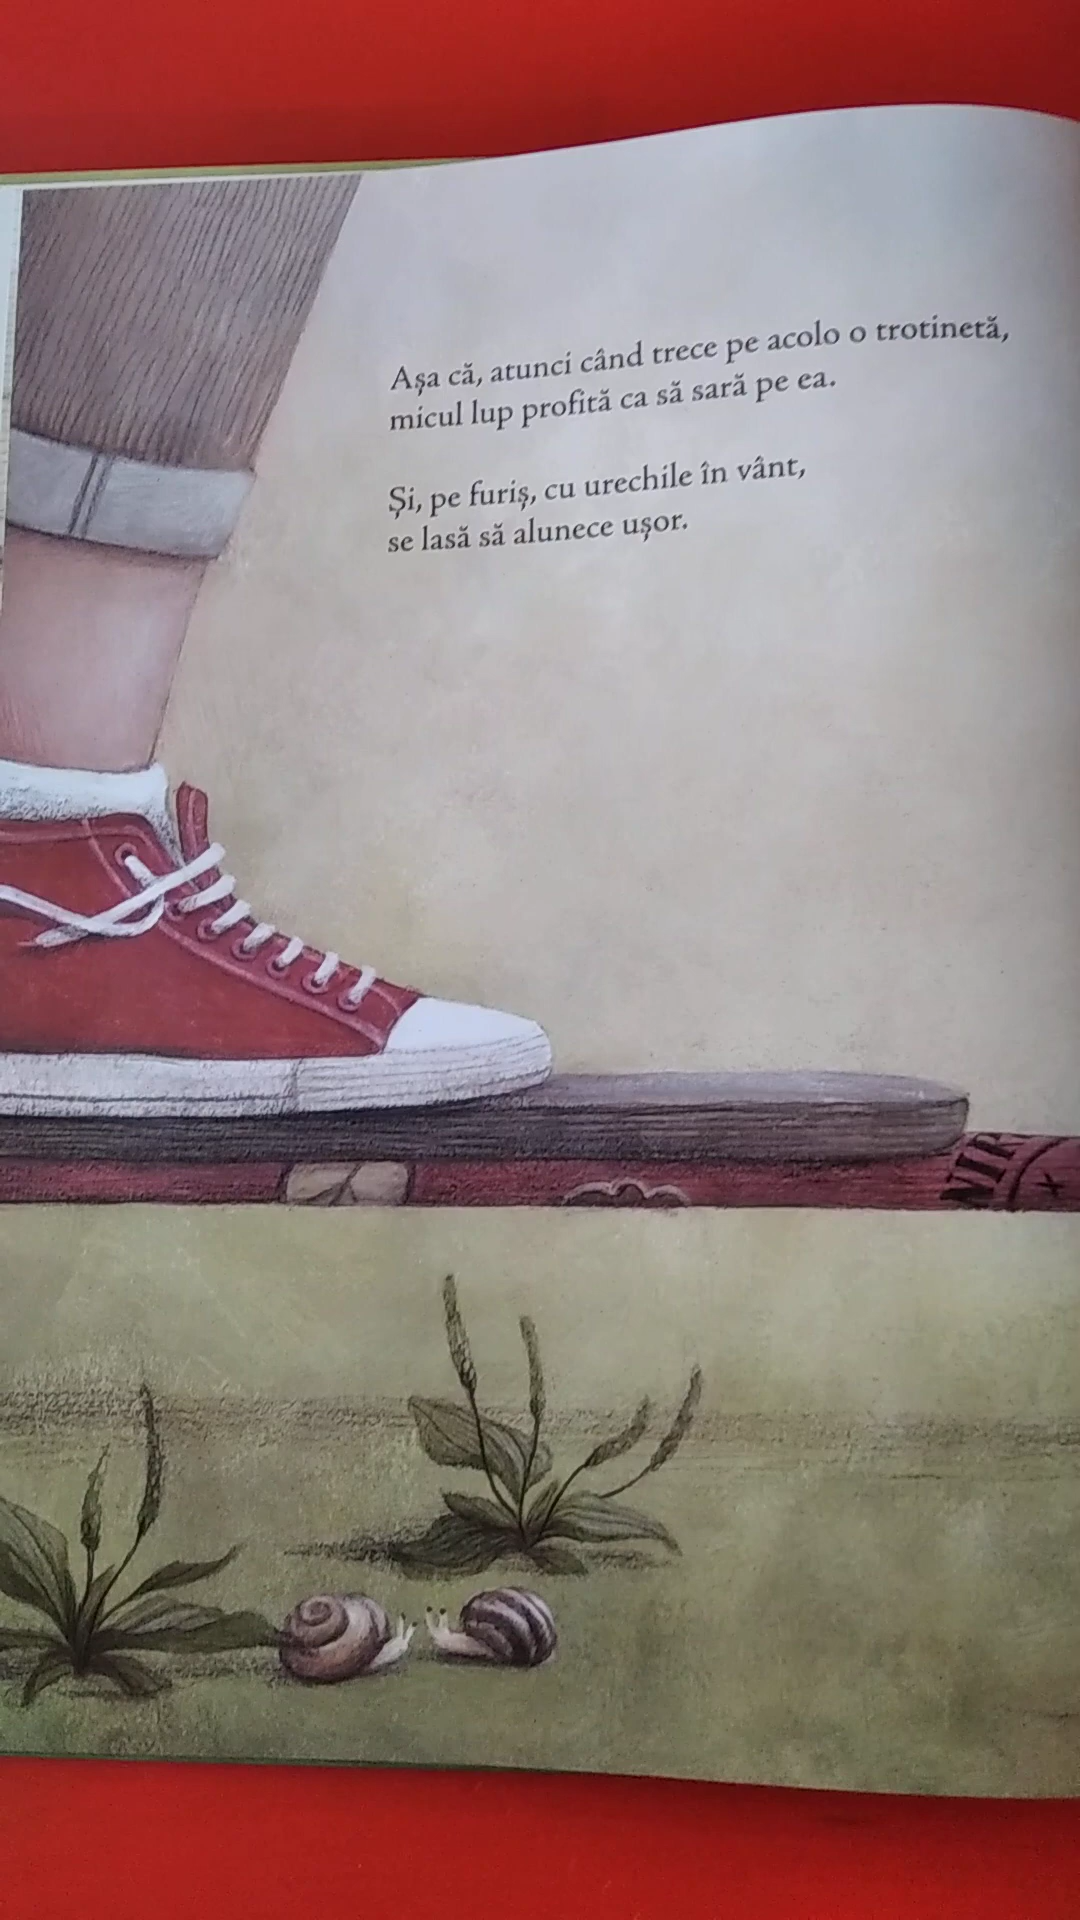 Așa că, atunci când trece pe acolo o trotinetă,
micul lup profită ca să sară pe ea.
Și, pe furiș, cu urechile în vânt,
se lasă să alunece ușor.
NIR